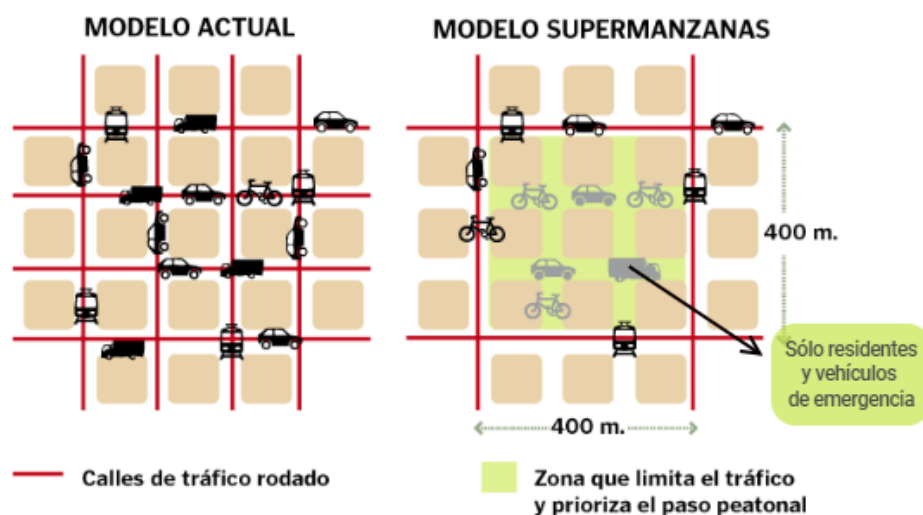 MODELO ACTUAL
MODELO SUPERMANZANAS
400 m.
Sólo residentes
y vehículos
de emergencia
400 m.
Calles de tráfico rodado
Zona que limita el tráfico
y prioriza el paso peatonal